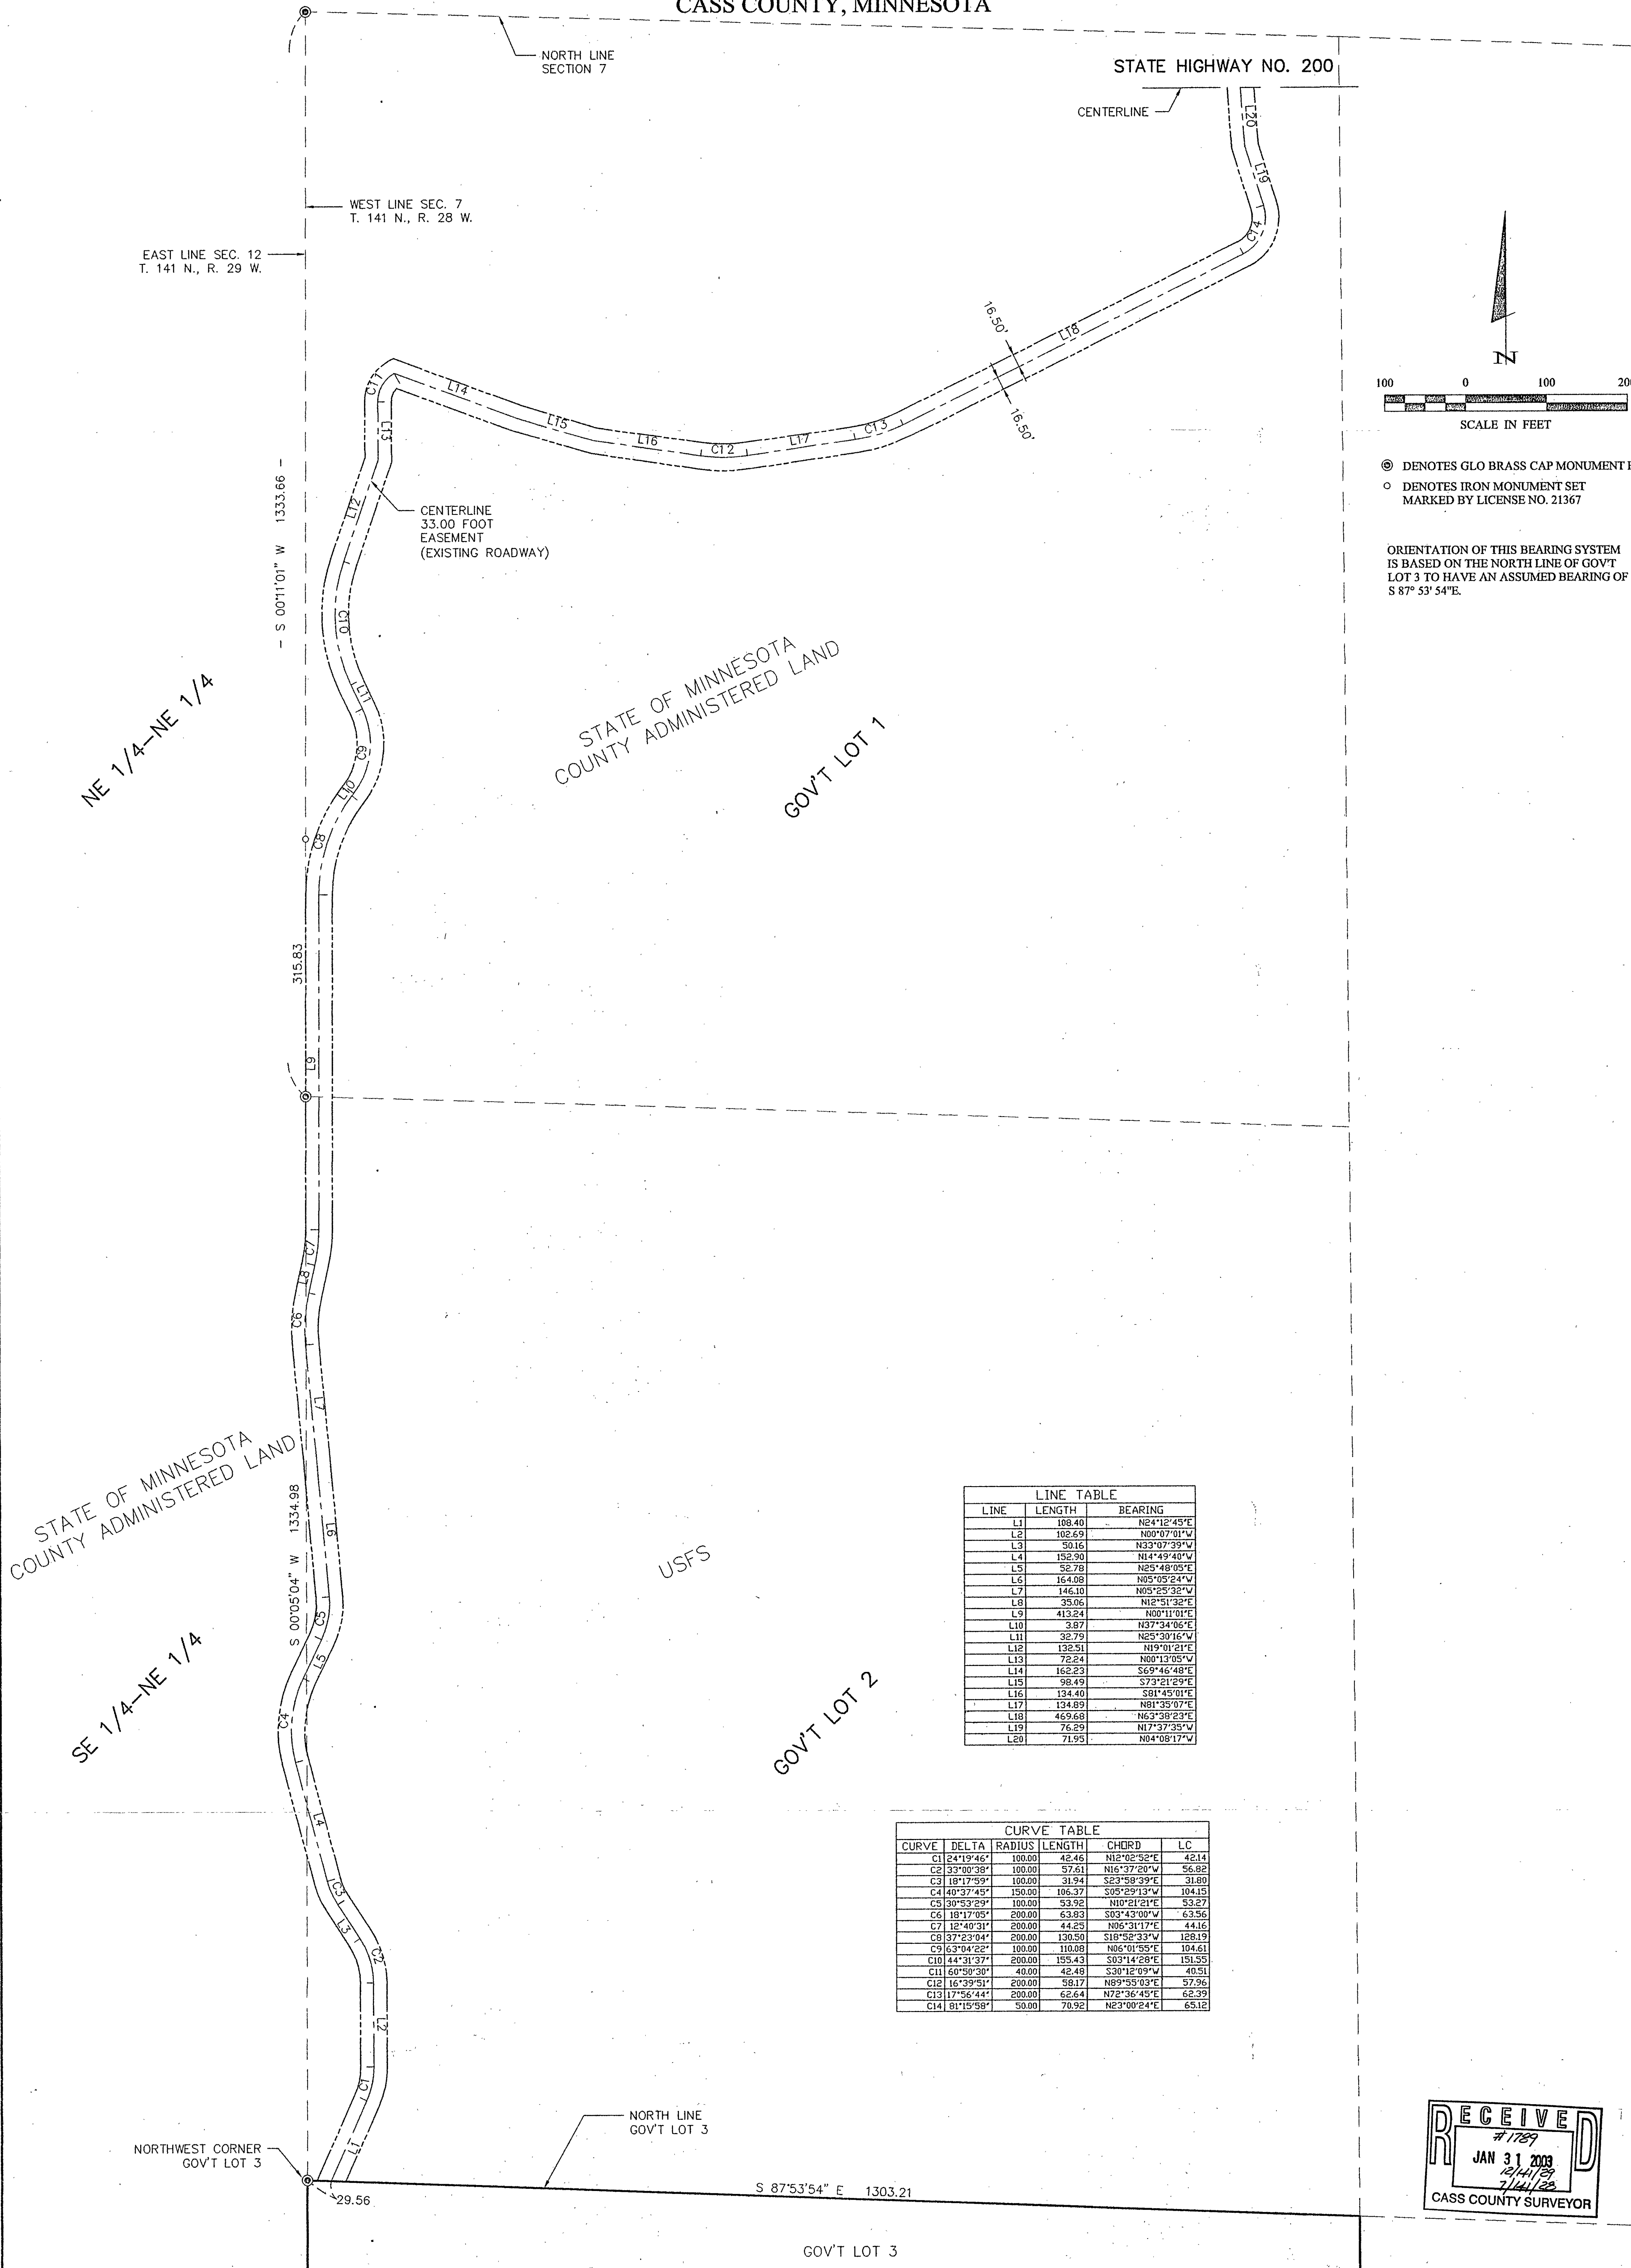 CASS COUNTY, MINNESOTA
NORTH LINE
SECTION 7
STATE HIGHWAY NO. 200
CENTERLINE
L20
L19
C14
WEST LINE SEC. 7
T. 141 N., R. 28 W.
EAST LINE SEC. 12
T. 141 N., R. 29 W.
16.50'
L18
16.50'
N
100 0 100 20
SCALE IN FEET
DENOTES GLO BRASS CAP MONUMENT
DENOTES IRON MONUMENT SET
MARKED BY LICENSE NO. 21367
ORIENTATION OF THIS BEARING SYSTEM
IS BASED ON THE NORTH LINE OF GOV'T
LOT 3 TO HAVE AN ASSUMED BEARING OF
S 87° 53' 54"E.
C11
L14
L15
L16
C12
L17
C13
L13
L12
CENTERLINE
33.00 FOOT
EASEMENT
(EXISTING ROADWAY)
S 00°11'01" W 1333.66
C10
L11
C9
L10
C8
NE 1/4-NE 1/4
STATE OF MINNESOTA
COUNTY ADMINISTERED LAND
GOV'T LOT 1
315.83
L9
C7
L8
C6
L7
STATE OF MINNESOTA
COUNTY ADMINISTERED LAND
S 00°05'04" W 1334.98
L6
USFS
C5
L5
SE 1/4-NE 1/4
C4
GOV'T LOT 2
L4
C3
L3
C2
L2
C1
L1
LINE TABLE
LINE LENGTH BEARING
L1 108.40 N24°12'45"E
L2 102.69 N00°07'01"W
L3 50.16 N33°07'39"W
L4 152.90 N14°49'40"W
L5 52.78 N25°48'05"E
L6 164.08 N05°05'24"W
L7 146.10 N05°25'32"W
L8 35.06 N12°51'32"E
L9 413.24 N00°11'01"E
L10 3.87 N37°34'06"E
L11 32.79 N25°30'16"W
L12 132.51 N19°01'21"E
L13 72.24 N00°13'05"W
L14 162.23 S69°46'48"E
L15 98.49 S73°21'29"E
L16 134.40 S81°45'01"E
L17 134.89 N81°35'07"E
L18 469.68 N63°38'23"E
L19 76.29 N17°37'35"W
L20 71.95 N04°08'17"W
CURVE TABLE
CURVE DELTA RADIUS LENGTH CHORD LC
C1 24°19'46" 100.00 42.46 N12°02'52"E 42.14
C2 33°00'38" 100.00 57.61 N16°37'20"W 56.82
C3 18°17'59" 100.00 31.94 S23°58'39"E 31.80
C4 40°37'45" 150.00 106.37 S05°29'13"W 104.15
C5 30°53'29" 100.00 53.92 N10°21'21"E 53.27
C6 18°17'05" 200.00 63.83 S03°43'00"W 63.56
C7 12°40'31" 200.00 44.25 N06°31'17"E 44.16
C8 37°23'04" 200.00 130.50 S18°52'33"W 128.19
C9 63°04'22" 100.00 110.08 N06°01'55"E 104.61
C10 44°31'37" 200.00 155.43 S03°14'28"E 151.55
C11 60°50'30" 40.00 42.48 S30°12'09"W 40.51
C12 16°39'51" 200.00 58.17 N89°55'03"E 57.96
C13 17°56'44" 200.00 62.64 N72°36'45"E 62.39
C14 81°15'58" 50.00 70.92 N23°00'24"E 65.12
NORTHWEST CORNER
GOV'T LOT 3
NORTH LINE
GOV'T LOT 3
29.56
S 87°53'54" E 1303.21
GOV'T LOT 3
RECEIVED
#1789
JAN 31 2003
12/141/29
7/141/28
CASS COUNTY SURVEYOR